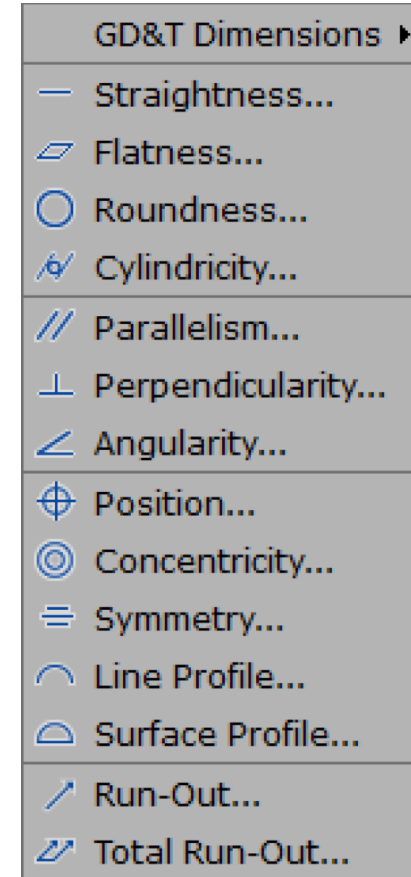 GD&T Dimensions
Straightness...
Flatness...
Roundness...
Cylindricity...
Parallelism...
Perpendicularity...
Angularity...
Position...
Concentricity...
Symmetry...
Line Profile...
Surface Profile...
Run-Out...
Total Run-Out...